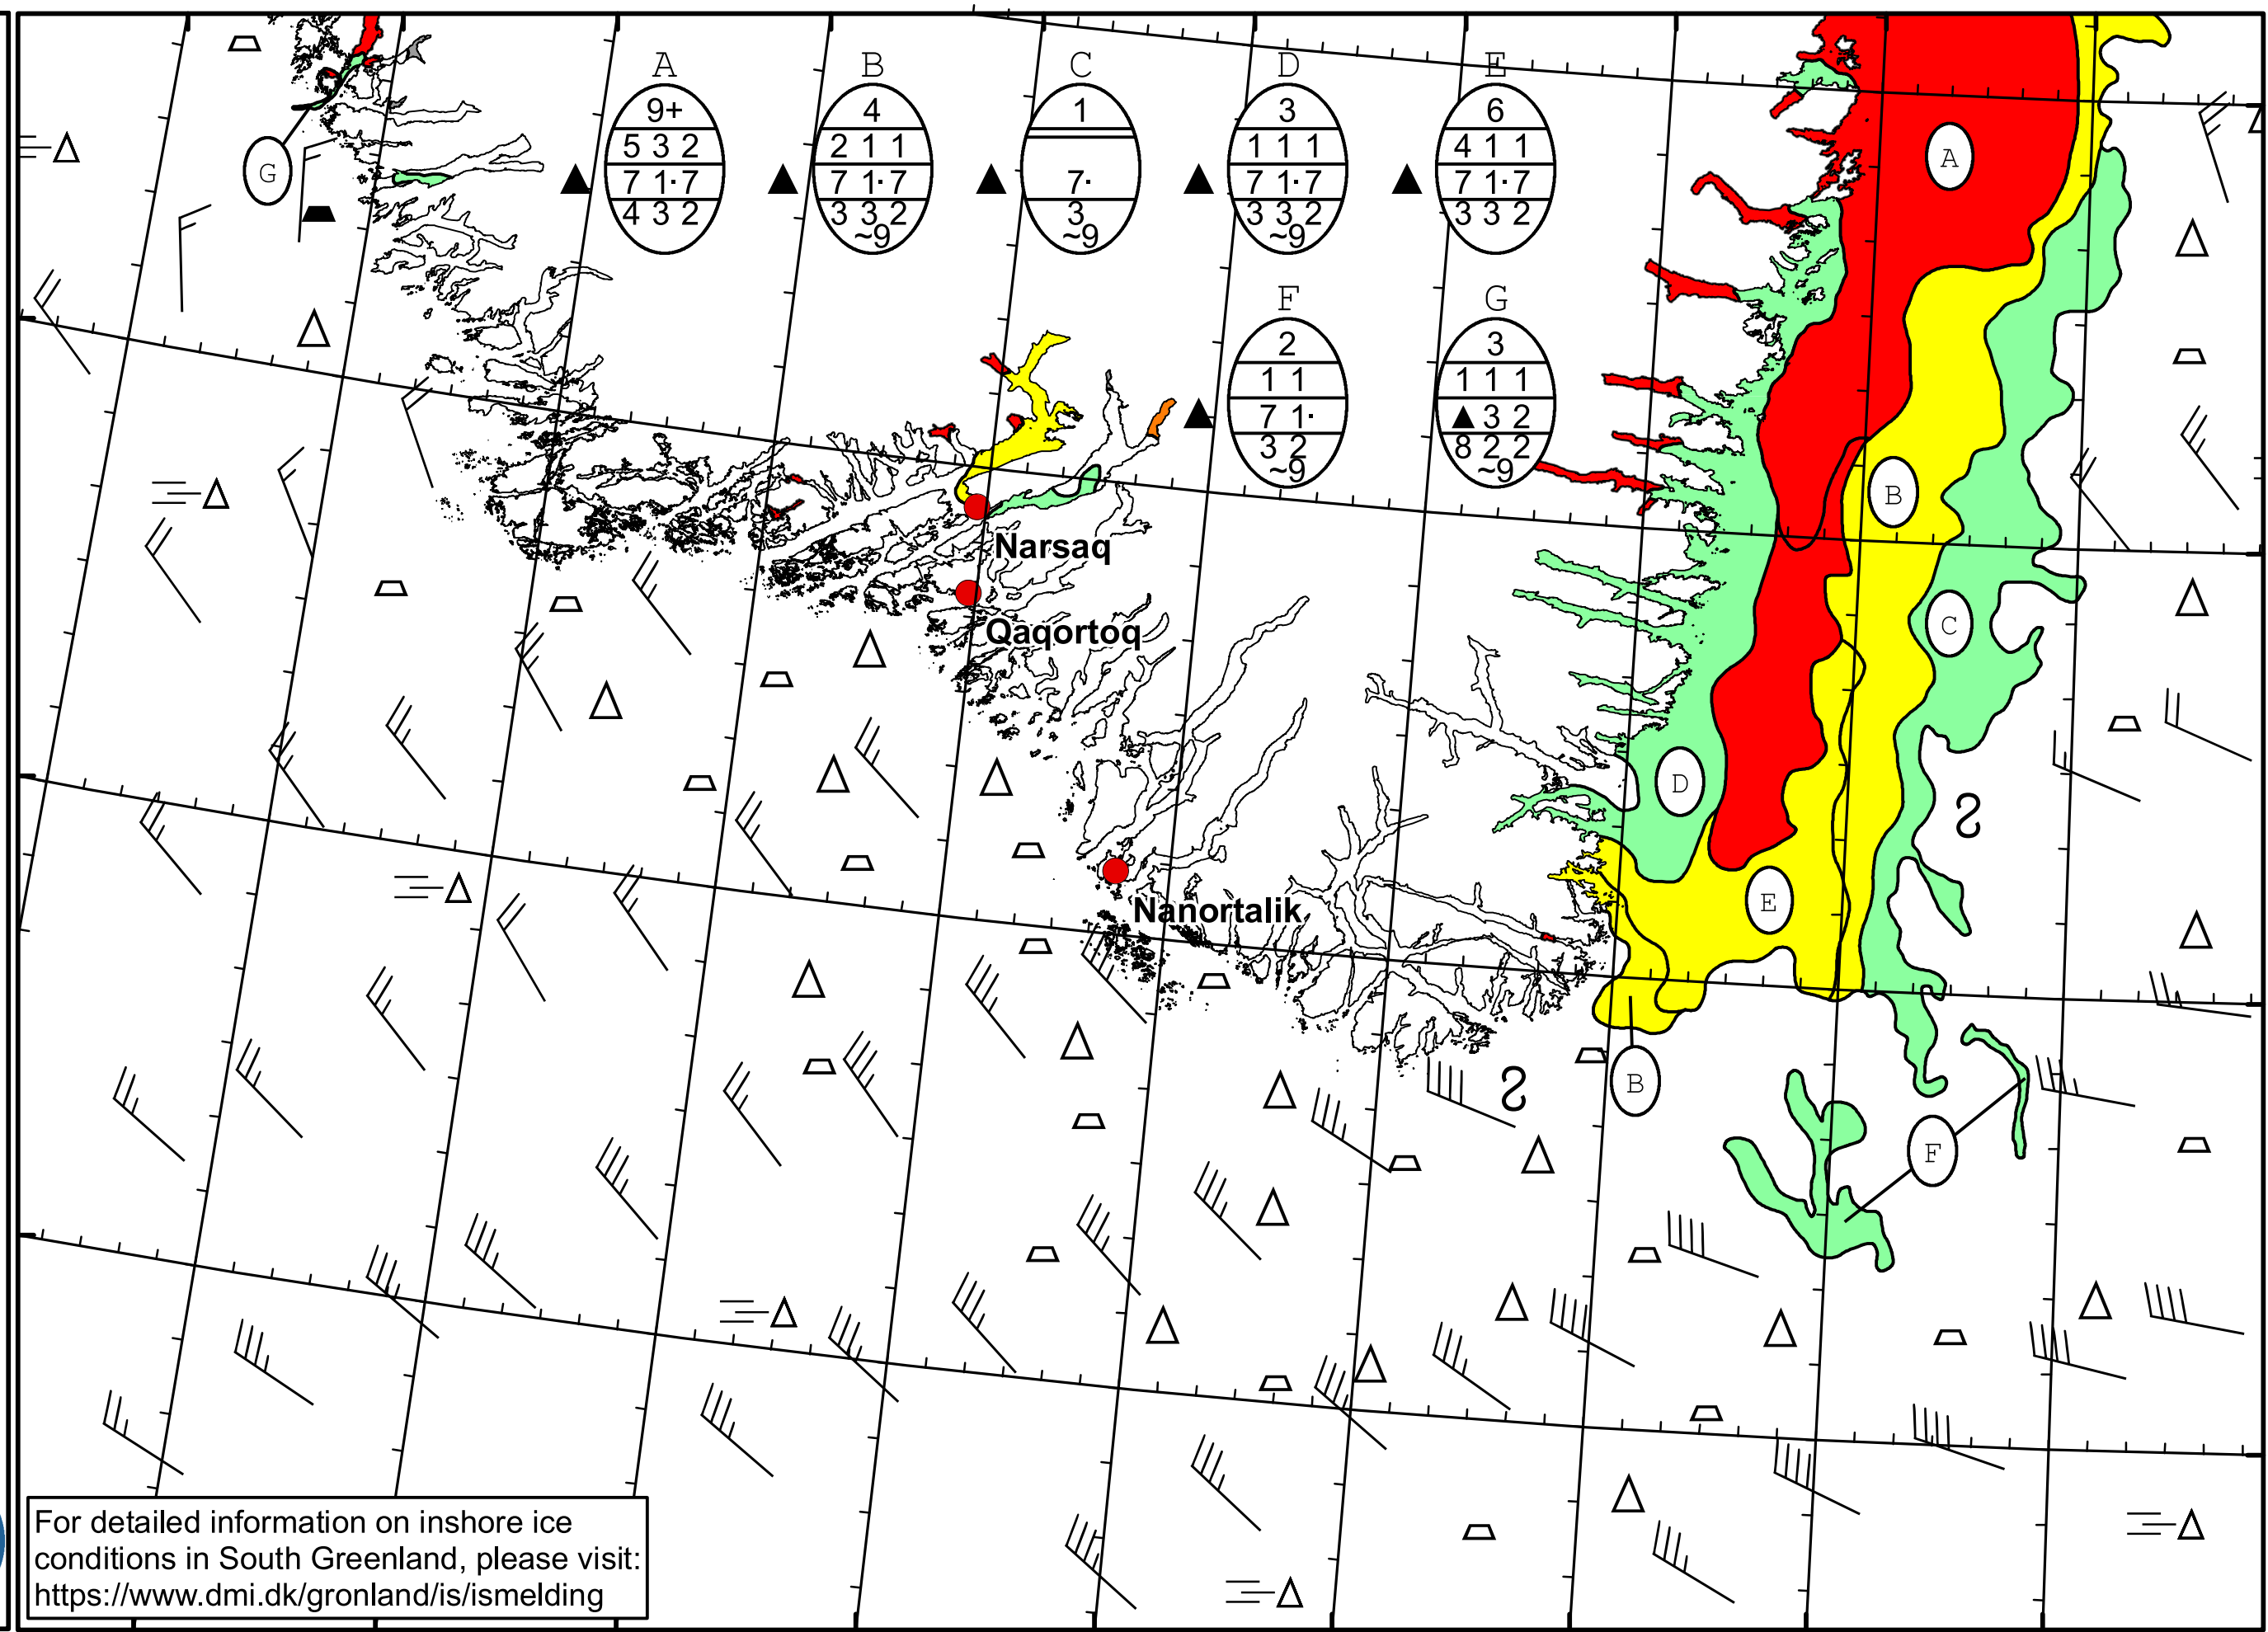 A B C D E
9+ 4 1 3 6
5 3 2 2 1 1 1 1 1 4 1 1
7 1·7 7 1·7 7· 7 1·7 7 1·7
4 3 2 3 3 2 3 3 3 2 3 3 2
~9 ~9 ~9
F G
2 3
1 1 1 1 1
7 1· ▲ 3 2
3 2 8 2 2
~9 ~9
G
A
B
C
D
E
B
F
Narsaq
Qaqortoq
Nanortalik
For detailed information on inshore ice
conditions in South Greenland, please visit:
https://www.dmi.dk/gronland/is/ismelding